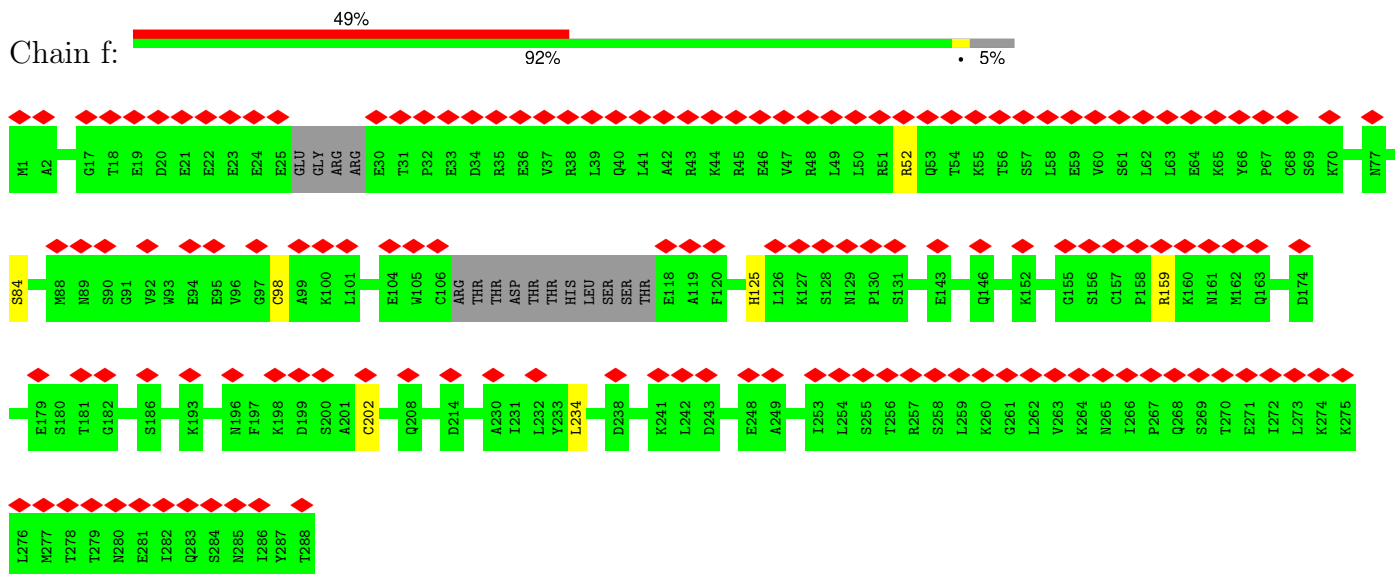 49%
Chain f:
92% • 5%
M1 A2 G17 T18 E19 D20 E21 E22 E23 E24 E25 GLU GLY ARG ARG E30 T31 P32 E33 D34 R35 E36 V37 R38 L39 Q40 L41 A42 R43 K44 R45 E46 V47 R48 L49 L50 R51 R52 Q53 T54 K55 T56 S57 L58 E59 V60 S61 L62 L63 E64 K65 Y66 P67 C68 S69 K70 N77
S84 M88 N89 S90 G91 V92 W93 E94 E95 V96 G97 C98 A99 K100 L101 E104 W105 C106 ARG THR THR ASP THR THR HIS LEU SER SER THR E118 A119 F120 H125 L126 K127 S128 N129 P130 S131 E143 Q146 K152 G155 S156 C157 P158 R159 K160 N161 M162 Q163 D174
E179 S180 T181 G182 S186 K193 N196 F197 K198 D199 S200 A201 C202 Q208 D214 A230 I231 L232 Y233 L234 D238 K241 L242 D243 E248 A249 I253 L254 S255 T256 R257 S258 L259 K260 G261 L262 V263 K264 N265 I266 P267 Q268 S269 T270 E271 I272 L273 K274 K275
L276 M277 T278 T279 N280 E281 I282 Q283 S284 N285 I286 Y287 T288